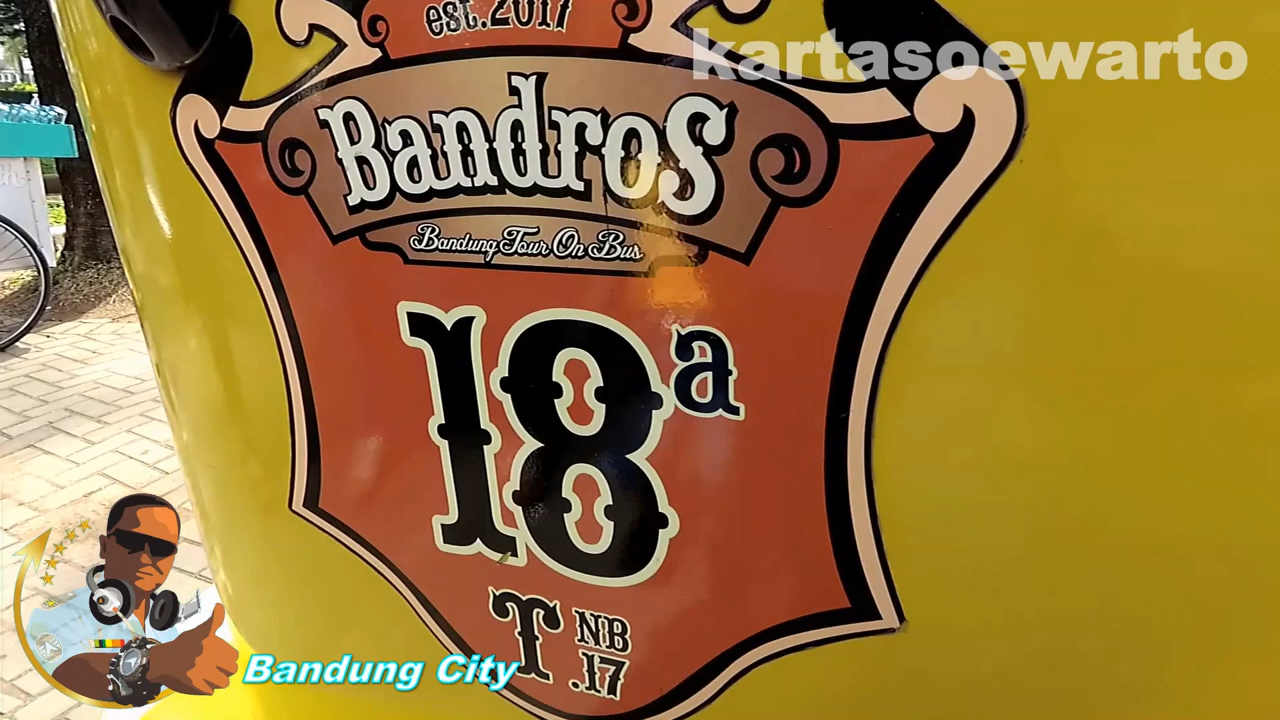 est.2017
kartasoewarto
Bandros
Bandung Tour On Bus
18a
T NB
.17
Bandung City